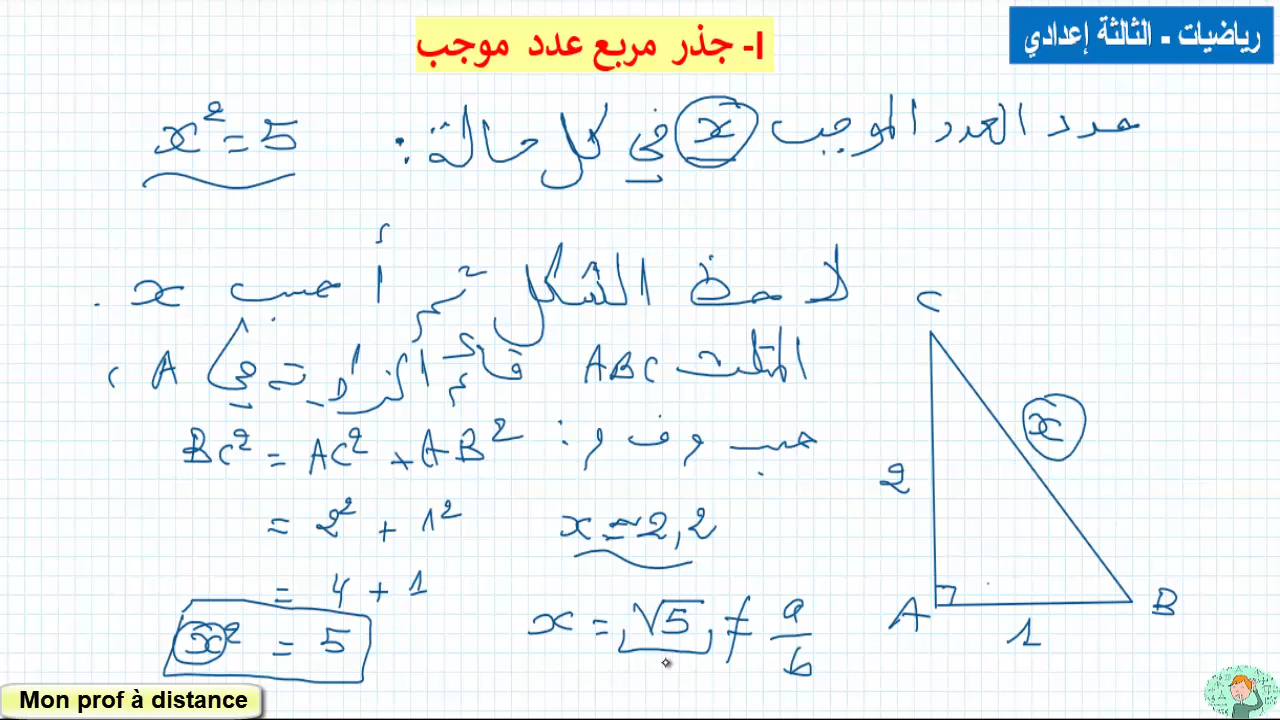 رياضيات - الثالثة إعدادي
I- جذر مربع عدد موجب
حدد العدد الموجب x في كل حالة : x² = 5
لاحظ الشكل ثم أحسب x .
المثلث ABC قائم الزاوية في A ،
حسب م ف م : BC² = AC² + AB²
= 2² + 1²
x ≃ 2,2
= 4 + 1
x² = 5
x = √5 ≠ a/b
C
x
2
A
B
1
Mon prof à distance